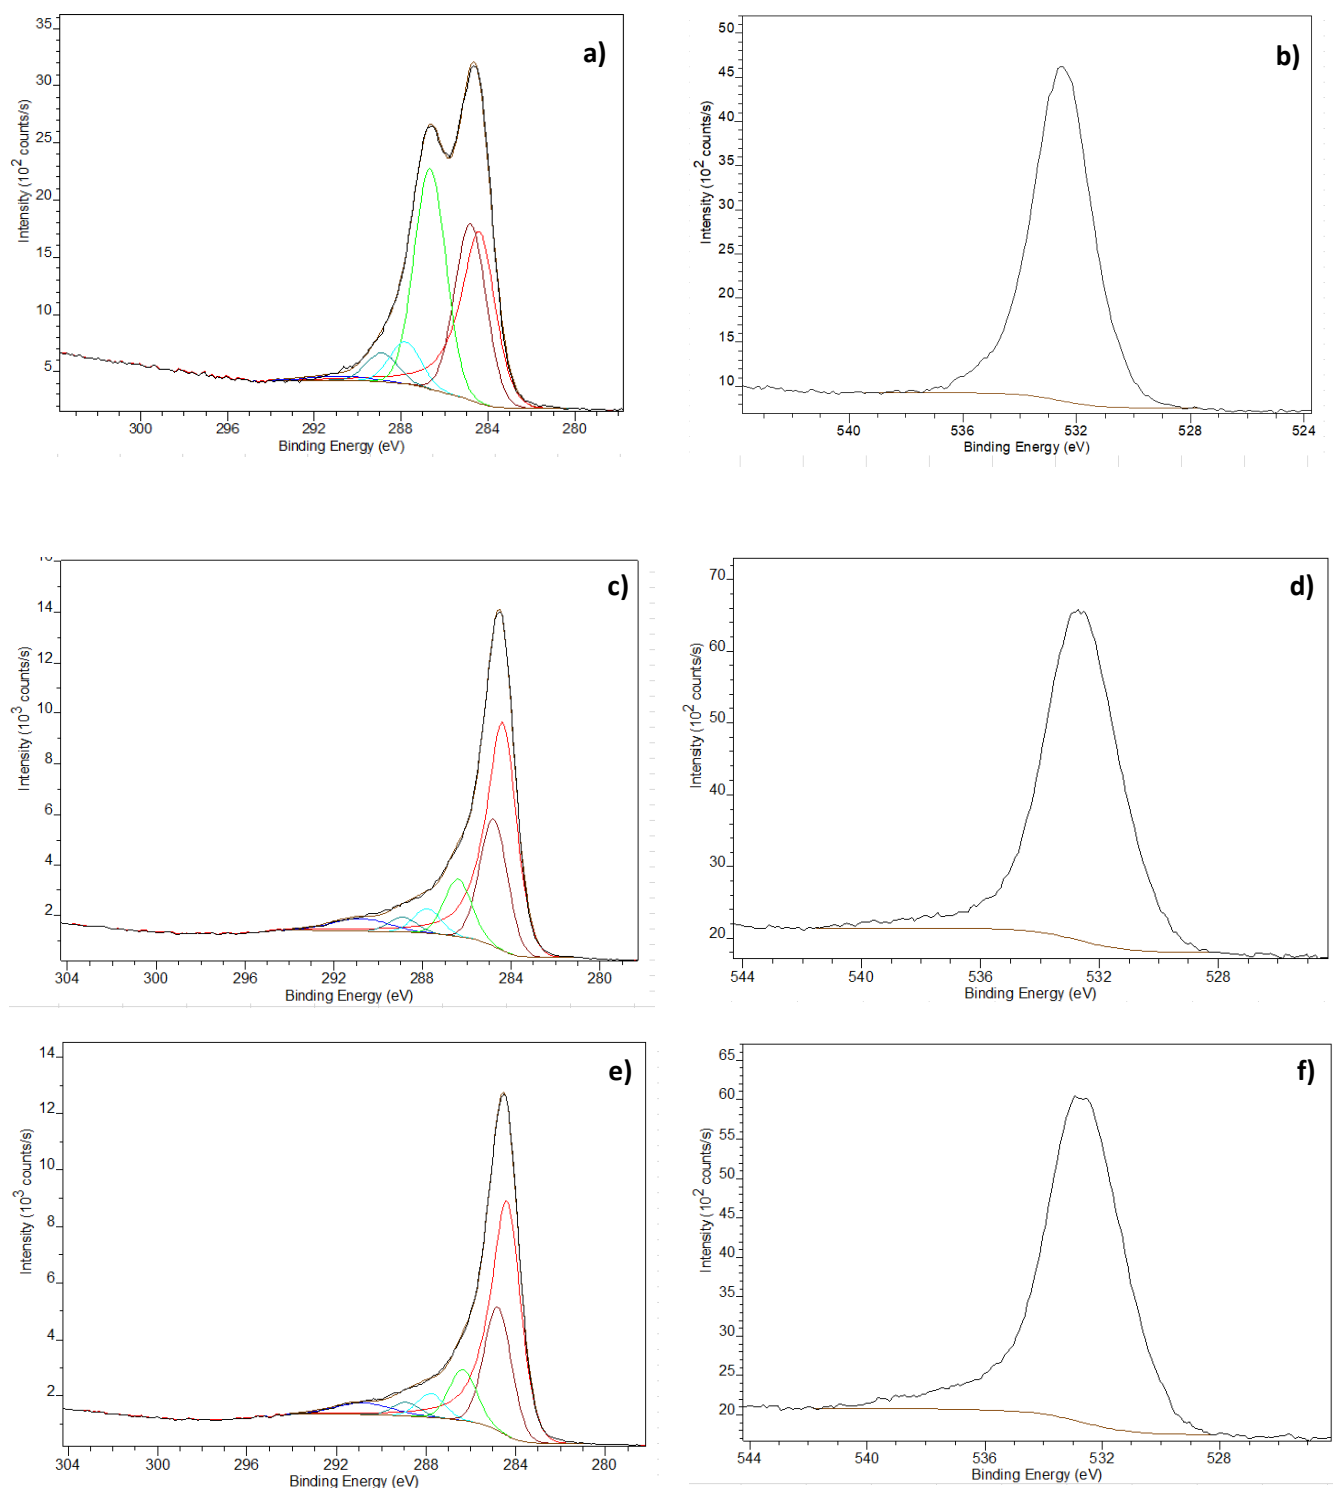 a)
35
30
25
20
15
10
5
Intensity (10² counts/s)
300 296 292 288 284 280
Binding Energy (eV)
b)
50
45
40
35
30
25
20
15
10
Intensity (10² counts/s)
540 536 532 528 524
Binding Energy (eV)
c)
14
12
10
8
6
4
2
Intensity (10³ counts/s)
304 300 296 292 288 284 280
Binding Energy (eV)
d)
70
60
50
40
30
20
Intensity (10² counts/s)
544 540 536 532 528
Binding Energy (eV)
e)
14
12
10
8
6
4
2
Intensity (10³ counts/s)
304 300 296 292 288 284 280
Binding Energy (eV)
f)
65
60
55
50
45
40
35
30
25
20
Intensity (10² counts/s)
544 540 536 532 528
Binding Energy (eV)